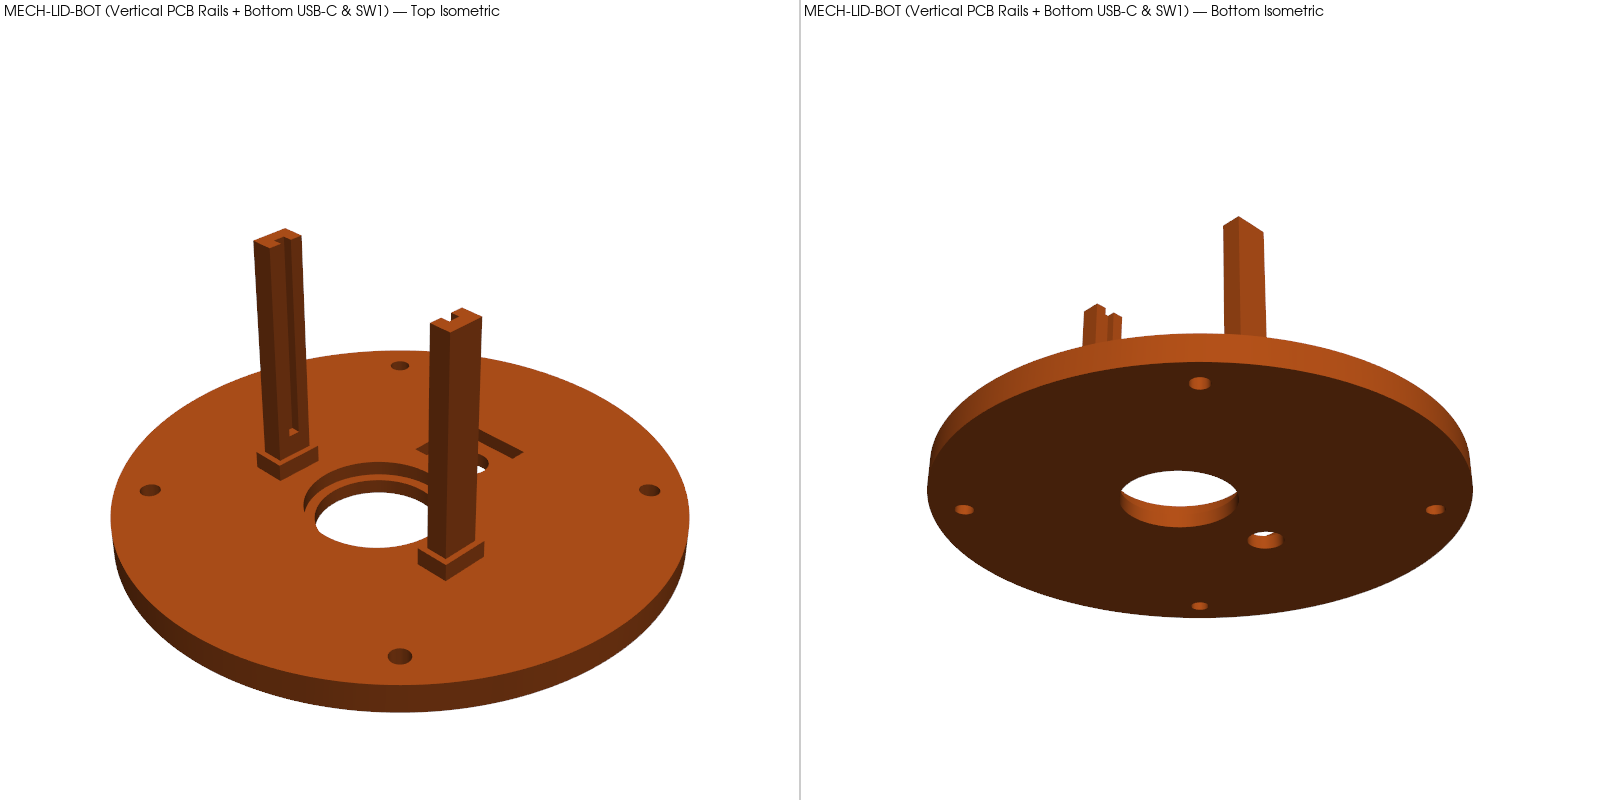 MECH-LID-BOT (Vertical PCB Rails + Bottom USB-C & SW1) — Top Isometric
MECH-LID-BOT (Vertical PCB Rails + Bottom USB-C & SW1) — Bottom Isometric